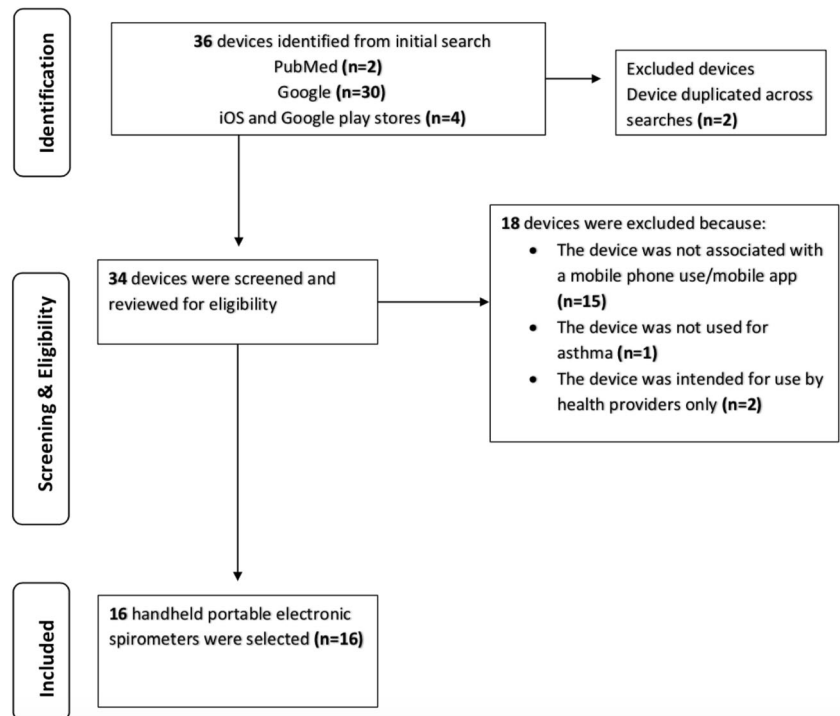 Identification
36 devices identified from initial search
PubMed (n=2)
Google (n=30)
iOS and Google play stores (n=4)
Excluded devices
Device duplicated across
searches (n=2)
Screening & Eligibility
34 devices were screened and
reviewed for eligibility
18 devices were excluded because:
• The device was not associated with
a mobile phone use/mobile app
(n=15)
• The device was not used for
asthma (n=1)
• The device was intended for use by
health providers only (n=2)
Included
16 handheld portable electronic
spirometers were selected (n=16)